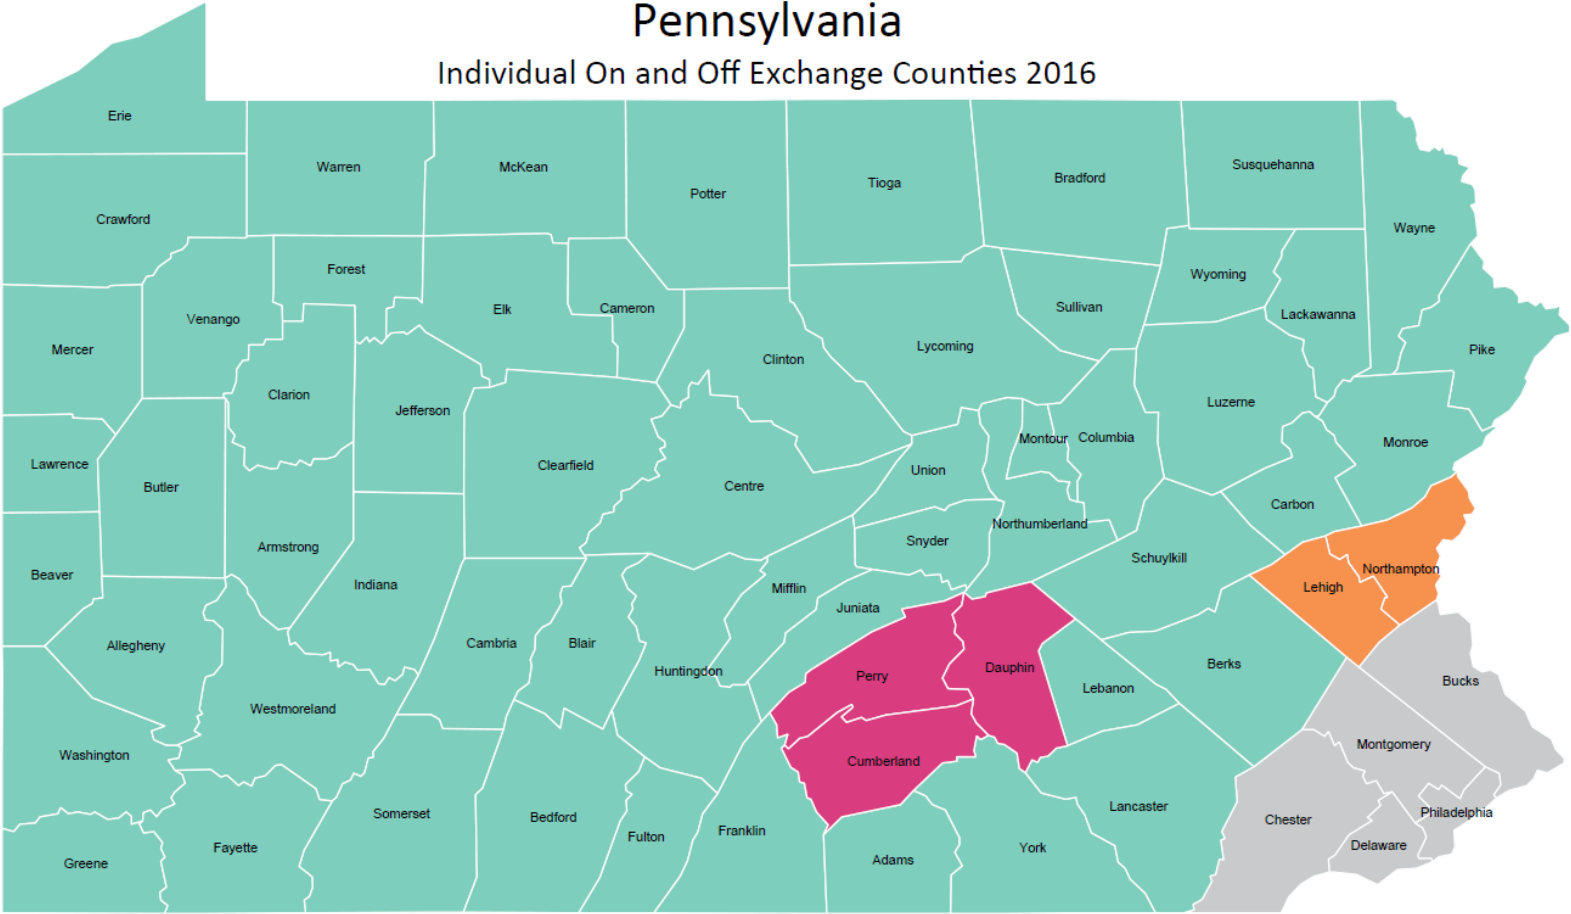 Pennsylvania
Individual On and Off Exchange Counties 2016
Erie
Warren
McKean
Potter
Tioga
Bradford
Susquehanna
Wayne
Crawford
Forest
Elk
Cameron
Sullivan
Wyoming
Lackawanna
Pike
Mercer
Venango
Clarion
Jefferson
Clinton
Lycoming
Luzerne
Monroe
Lawrence
Butler
Clearfield
Centre
Union
Montour
Columbia
Carbon
Beaver
Armstrong
Indiana
Snyder
Northumberland
Schuylkill
Lehigh
Northampton
Allegheny
Cambria
Blair
Huntingdon
Mifflin
Juniata
Perry
Dauphin
Lebanon
Berks
Bucks
Westmoreland
Washington
Cumberland
Montgomery
Greene
Fayette
Somerset
Bedford
Fulton
Franklin
Adams
York
Lancaster
Chester
Delaware
Philadelphia